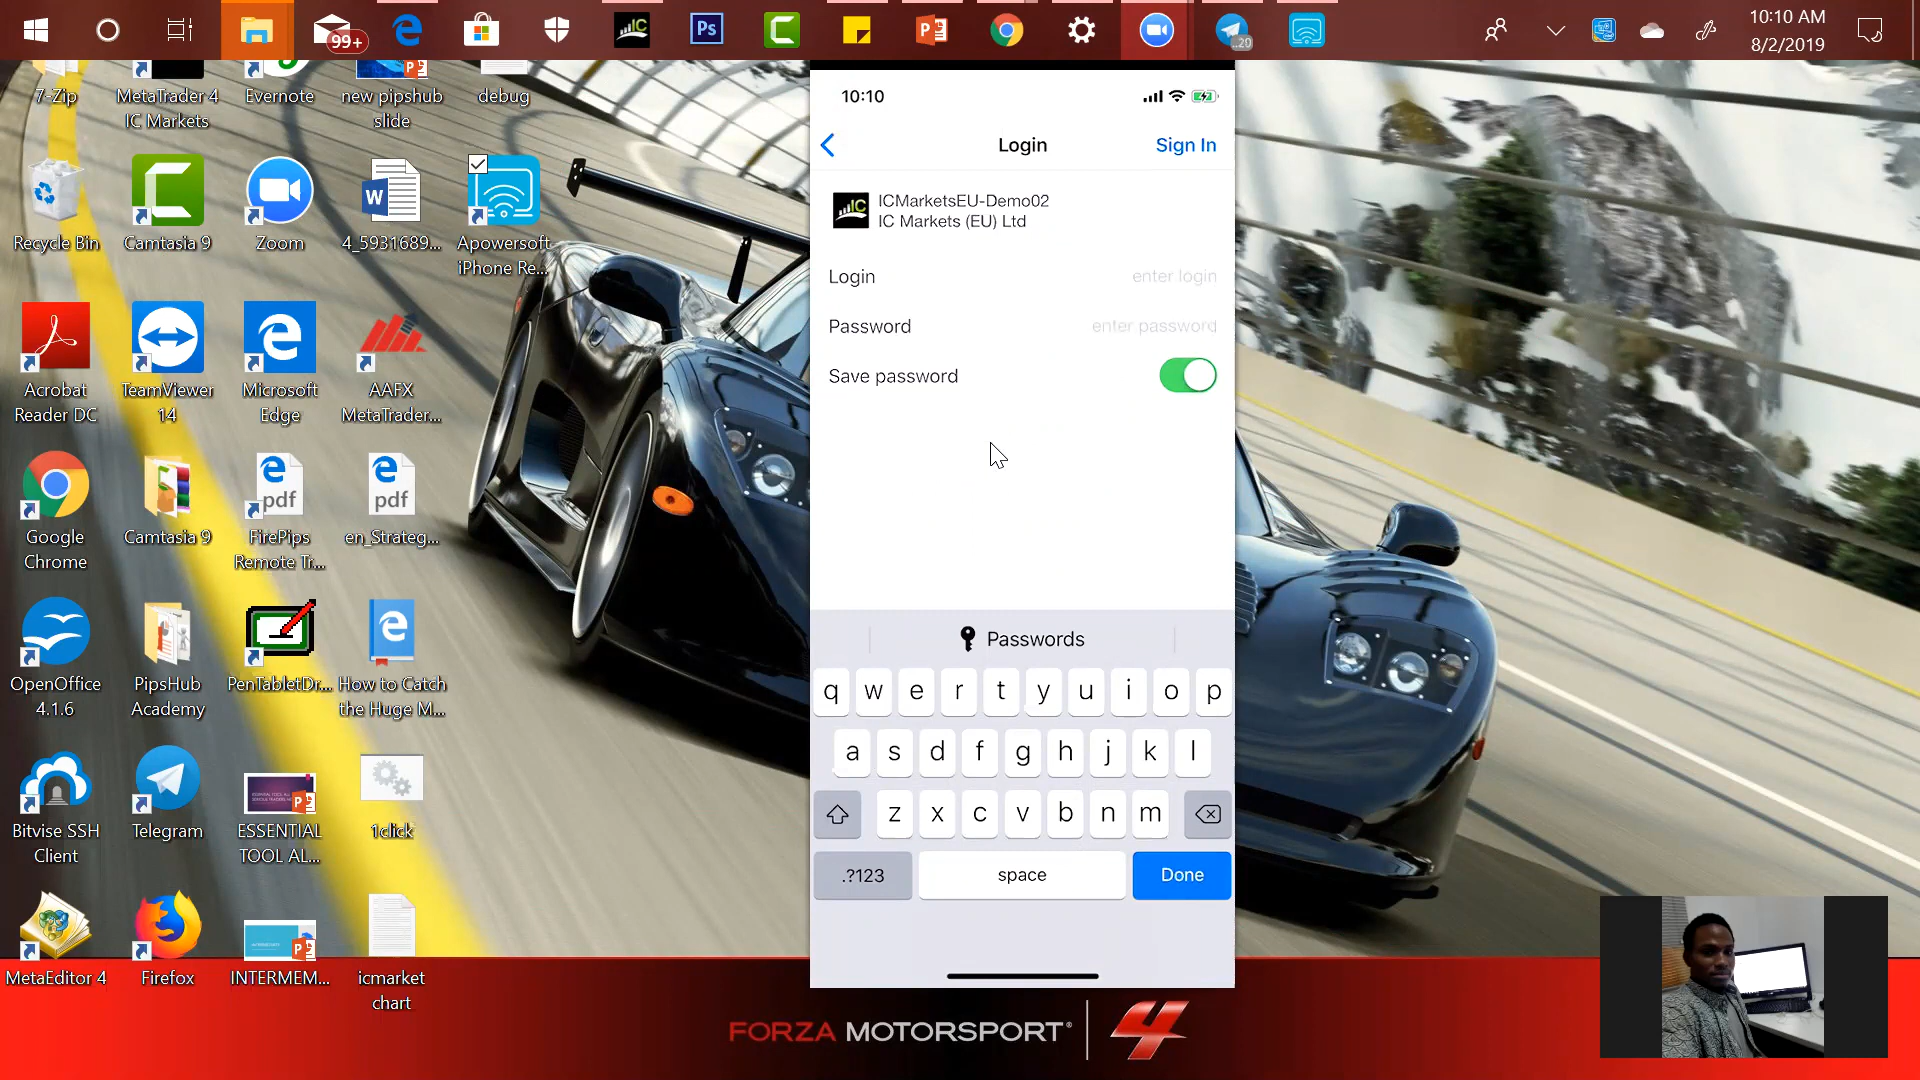 99+
Ps
..20
10:10 AM
8/2/2019
7-Zip
MetaTrader 4
IC Markets
Evernote
new pipshub
slide
debug
Recycle Bin
Camtasia 9
Zoom
4_5931689...
Apowersoft
iPhone Re...
Acrobat
Reader DC
TeamViewer
14
Microsoft
Edge
AAFX
MetaTrader...
Google
Chrome
Camtasia 9
pdf
FirePips
Remote Tr...
pdf
en_Strateg...
OpenOffice
4.1.6
PipsHub
Academy
PenTabletDr...
How to Catch
the Huge M...
Bitvise SSH
Client
Telegram
ESSENTIAL
TOOL AL...
1click
MetaEditor 4
Firefox
INTERMEM...
icmarket
chart
10:10
Login
Sign In
IC
ICMarketsEU-Demo02
IC Markets (EU) Ltd
Login
enter login
Password
enter password
Save password
Passwords
q w e r t y u i o p
a s d f g h j k l
z x c v b n m
.?123
space
Done
FORZA MOTORSPORT 4